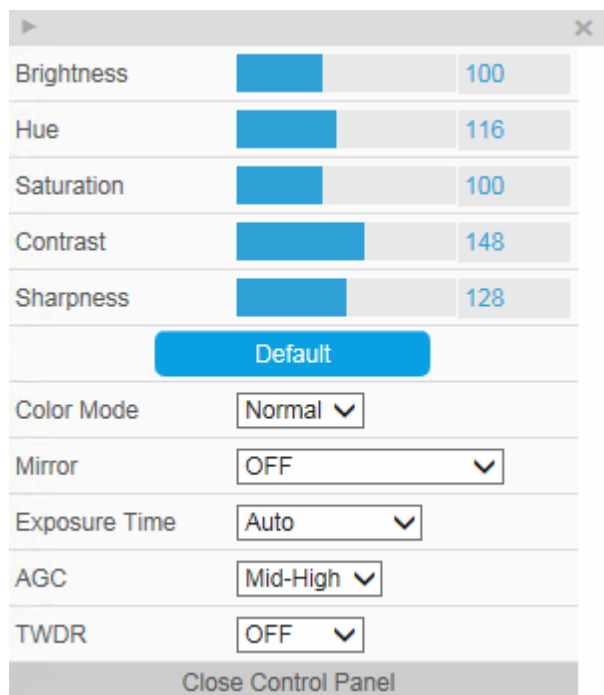 Brightness 100
Hue 116
Saturation 100
Contrast 148
Sharpness 128
Default
Color Mode Normal
Mirror OFF
Exposure Time Auto
AGC Mid-High
TWDR OFF
Close Control Panel